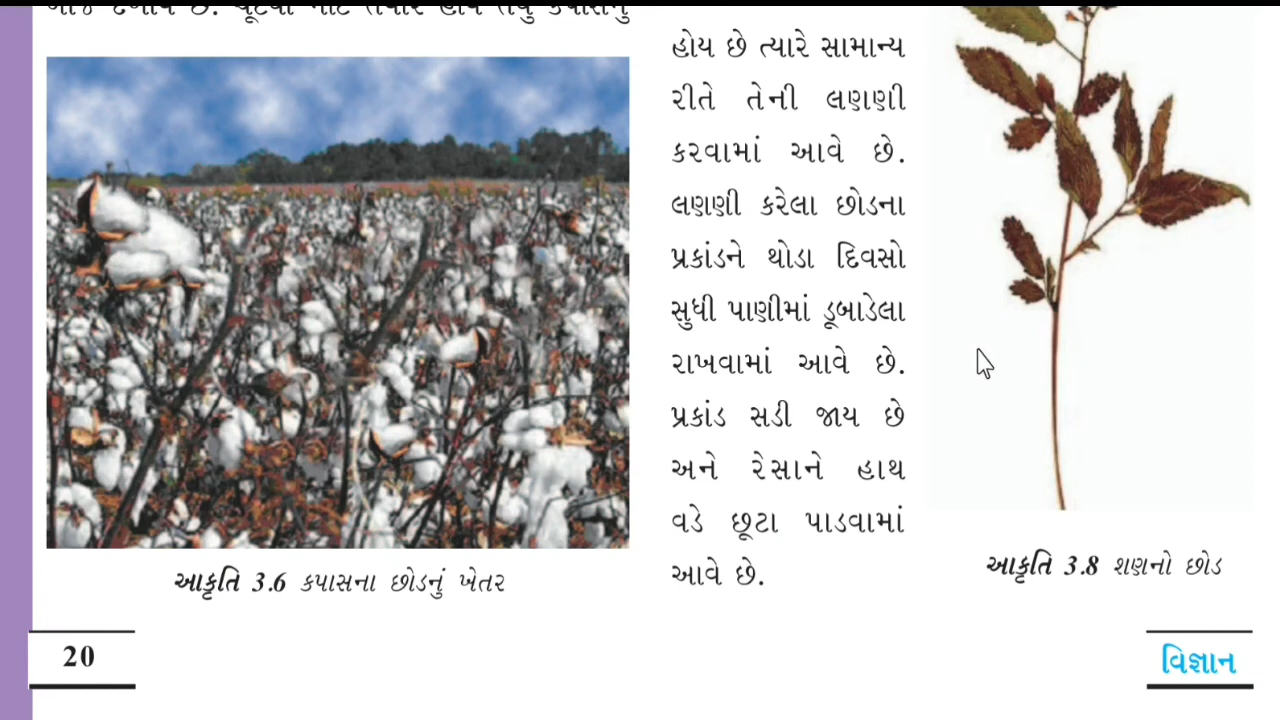 હોય છે ત્યારે સામાન્ય
રીતે તેની લણણી
કરવામાં આવે છે.
લણણી કરેલા છોડના
પ્રકાંડને થોડા દિવસો
સુધી પાણીમાં ડૂબાડેલા
રાખવામાં આવે છે.
પ્રકાંડ સડી જાય છે
અને રેસાને હાથ
વડે છૂટા પાડવામાં
આવે છે.
આકૃતિ 3.6 કપાસના છોડનું ખેતર
આકૃતિ 3.8 શણનો છોડ
20
વિજ્ઞાન